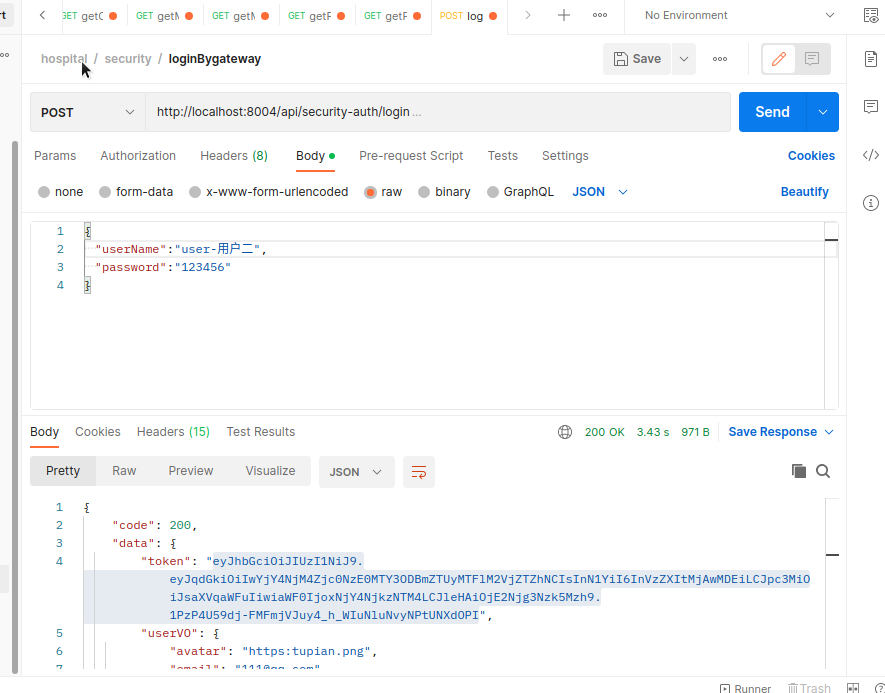 rt GET getC GET getM GET getM GET getF GET getF POST log No Environment
hospital / security / loginBygateway Save
POST http://localhost:8004/api/security-auth/login ... Send
Params Authorization Headers (8) Body Pre-request Script Tests Settings Cookies
none form-data x-www-form-urlencoded raw binary GraphQL JSON Beautify
1 {
2 "userName":"user-用户二",
3 "password":"123456"
4 }
Body Cookies Headers (15) Test Results 200 OK 3.43 s 971 B Save Response
Pretty Raw Preview Visualize JSON
1 {
2 "code": 200,
3 "data": {
4 "token": "eyJhbGciOiJIUzI1NiJ9.
eyJqdGkiOiIwYjY4NjM4Zjc0NzE0MTY3ODBmZTUyMTFlM2VjZTZhNCIsInN1YiI6InVzZXItMjAwMDEiLCJpc3MiO
iJsaXVqaWFuIiwiaWF0IjoxNjY4NjkzNTM4LCJleHAiOjE2Njg3Nzk5Mzh9.
1PzP4U59dj-FMFmjVJuy4_h_WIuNluNvyNPtUNXdOPI",
5 "userVO": {
6 "avatar": "https:tupian.png",
7 "email": "111@qq.com"
Runner Trash